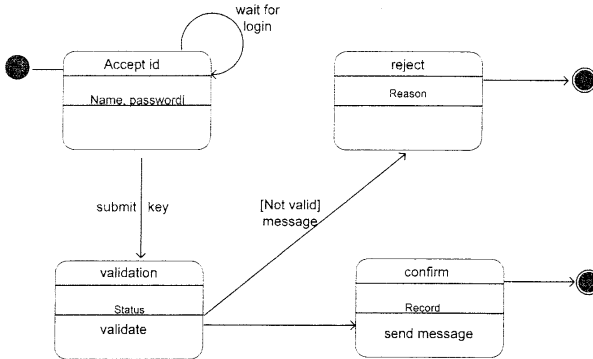 wait for
login
Accept id
Name, passwordi
reject
Reason
submit key
[Not valid]
message
validation
Status
validate
confirm
Record
send message